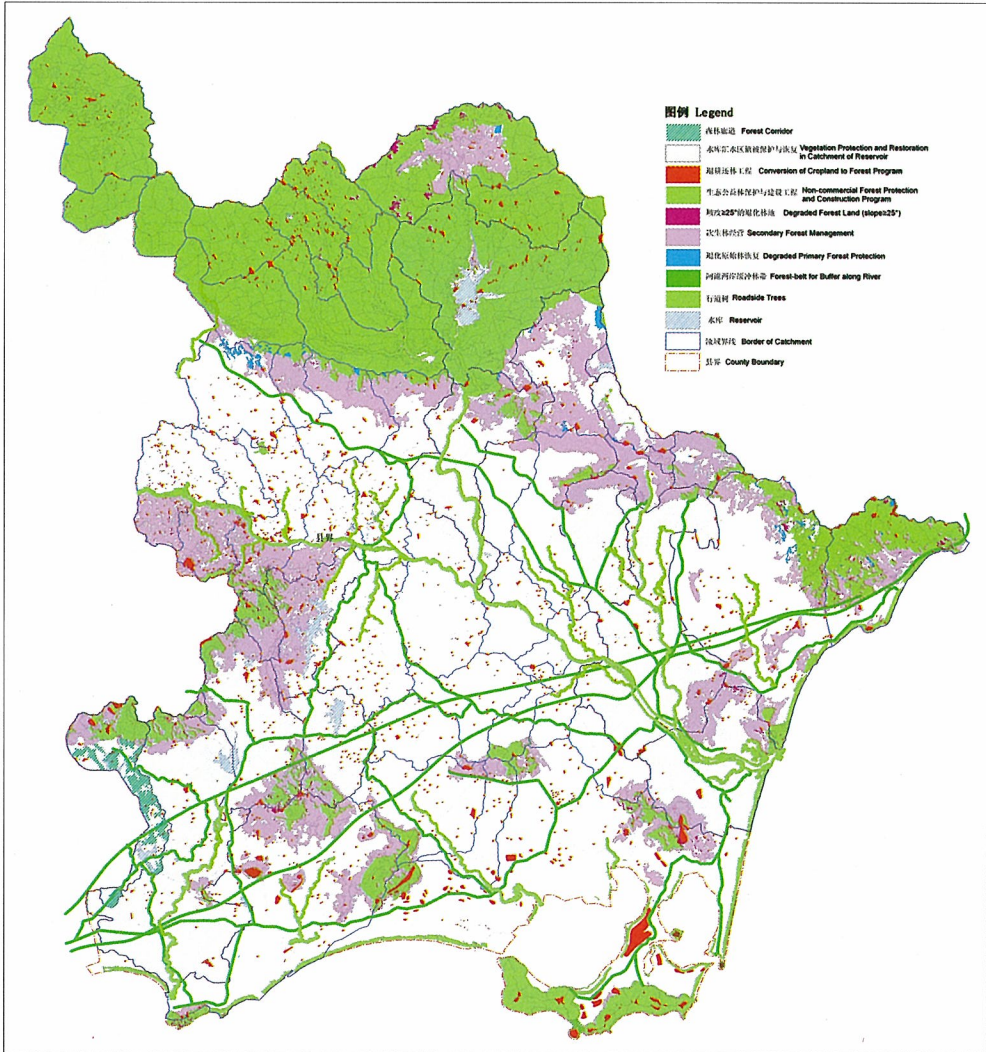 图例 Legend
森林廊道 Forest Corridor
水库汇水区植被保护与恢复 Vegetation Protection and Restoration
in Catchment of Reservoir
退耕还林工程 Conversion of Cropland to Forest Program
生态公益林保护与建设工程 Non-commercial Forest Protection
and Construction Program
坡度≥25°的退化林地 Degraded Forest Land (slope≥25°)
次生林经营 Secondary Forest Management
退化原始林恢复 Degraded Primary Forest Protection
河流两岸缓冲林带 Forest-belt for Buffer along River
行道树 Roadside Trees
水库 Reservoir
流域界线 Border of Catchment
县界 County Boundary
县界